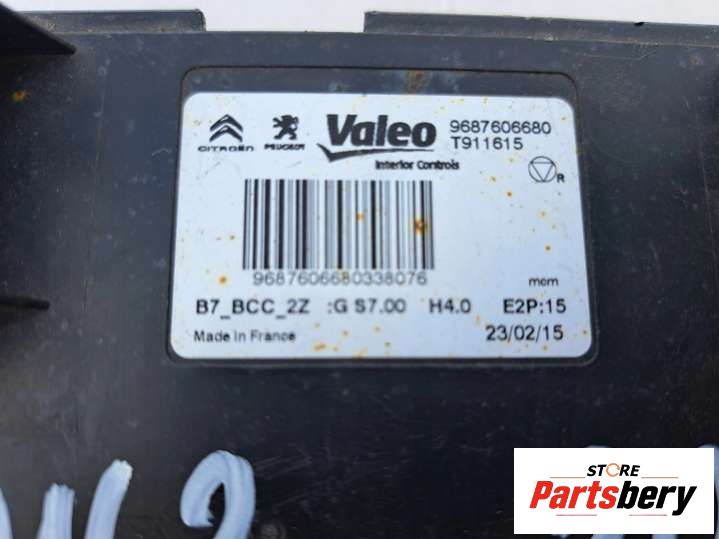 CITROËN
PEUGEOT
Valeo
Interior Controls
9687606680
T911615
R
9687606680338076
mcm
B7_BCC_2Z :G S7.00 H4.0 E2P:15
Made in France
23/02/15
STORE
Partsbery